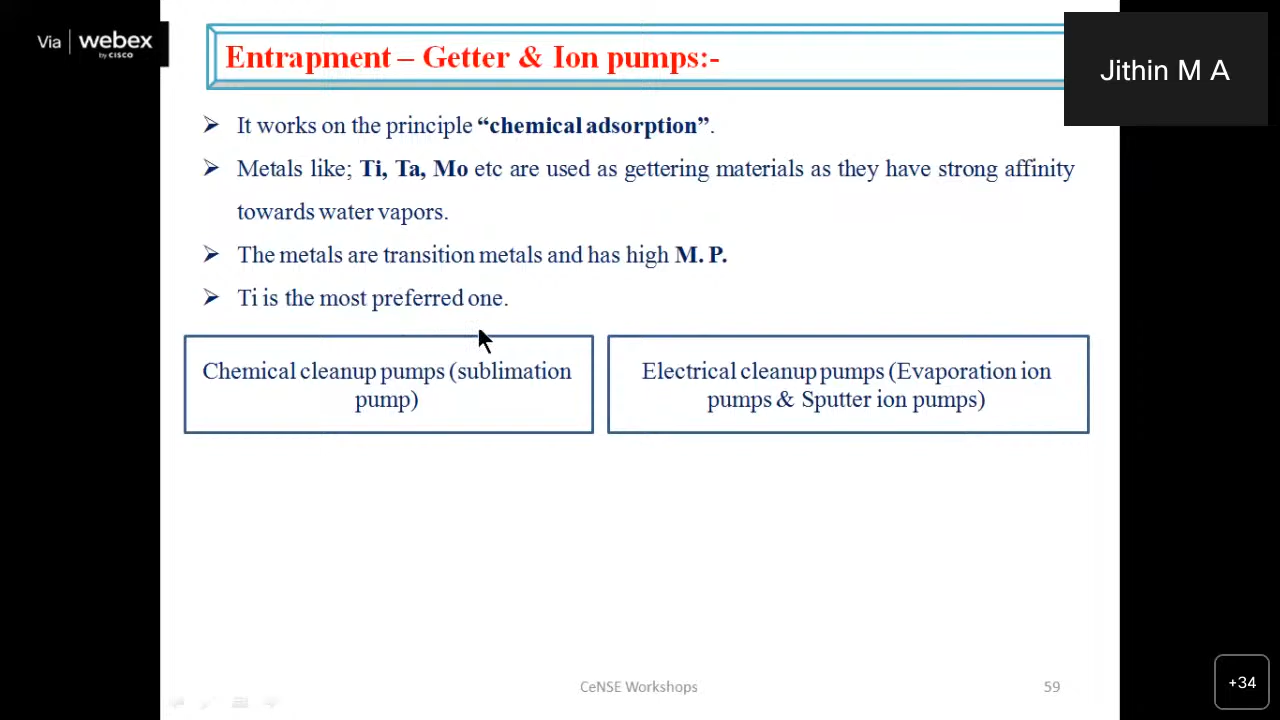 Via | webex
by CISCO
Entrapment – Getter & Ion pumps:-
Jithin M A
➢ It works on the principle “chemical adsorption”.
➢ Metals like; Ti, Ta, Mo etc are used as gettering materials as they have strong affinity
towards water vapors.
➢ The metals are transition metals and has high M. P.
➢ Ti is the most preferred one.
Chemical cleanup pumps (sublimation
pump)
Electrical cleanup pumps (Evaporation ion
pumps & Sputter ion pumps)
CeNSE Workshops
59
+34